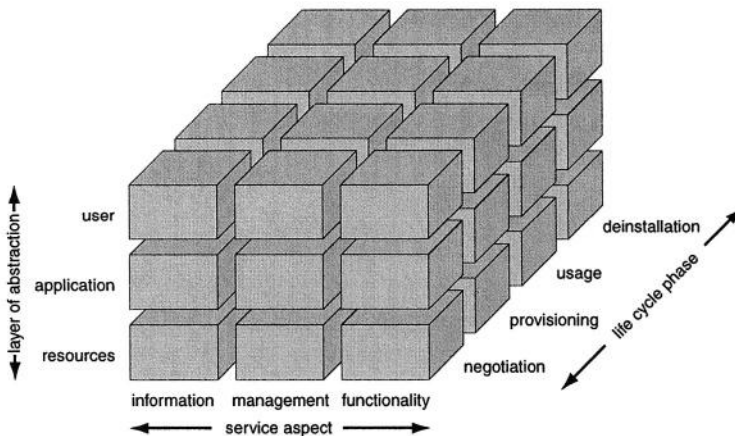 user
application
resources
layer of abstraction
information management functionality
service aspect
negotiation
provisioning
usage
deinstallation
life cycle phase